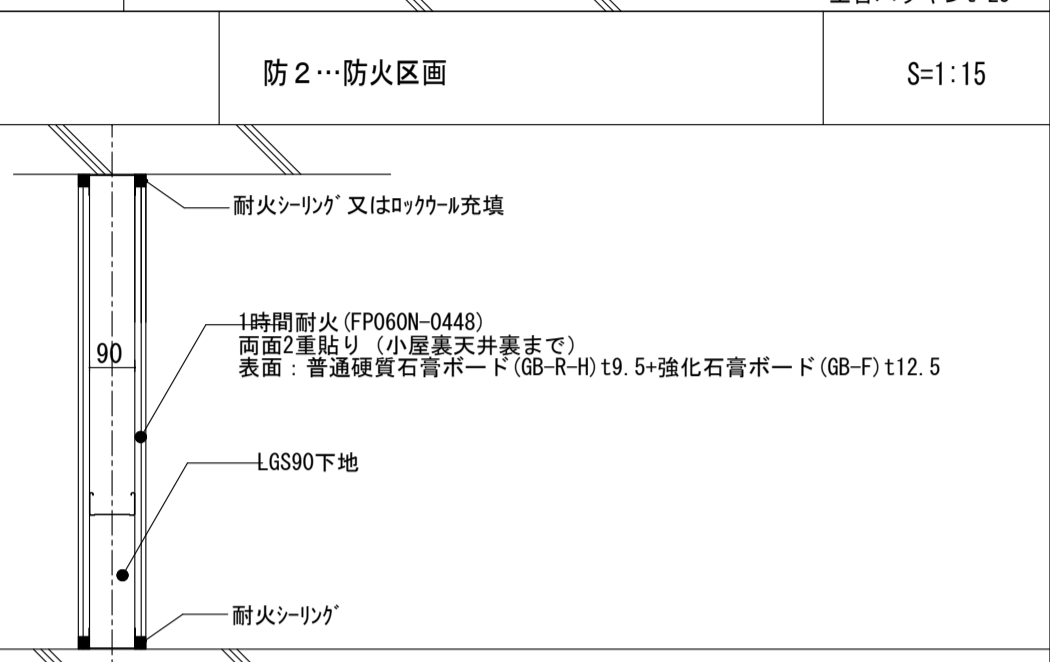 防２…防火区画
S=1:15
耐火ｼｰﾘﾝｸﾞ又はﾛｯｸｳｰﾙ充填
1時間耐火(FP060N-0448)
両面2重貼り（小屋裏天井裏まで）
表面：普通硬質石膏ボード(GB-R-H)t9.5+強化石膏ボード(GB-F)t12.5
90
LGS90下地
耐火ｼｰﾘﾝｸﾞ